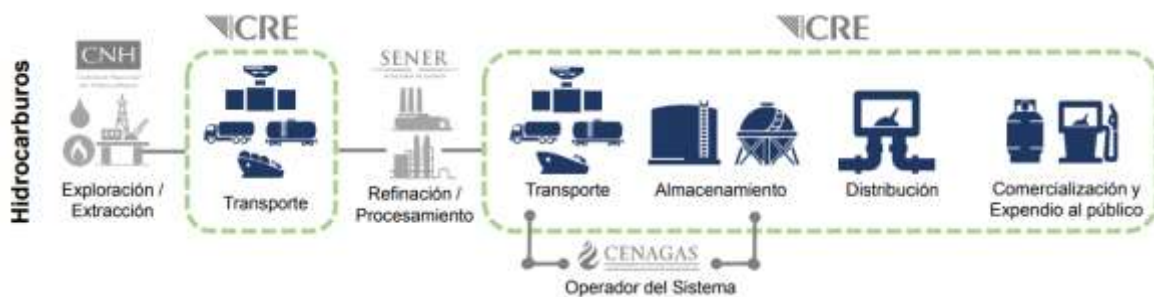 CRE
CRE
CNH
SENER
Hidrocarburos
Exploración /
Extracción
Transporte
Refinación /
Procesamiento
Transporte
Almacenamiento
Distribución
Comercialización y
Expendio al público
CENAGAS
Operador del Sistema